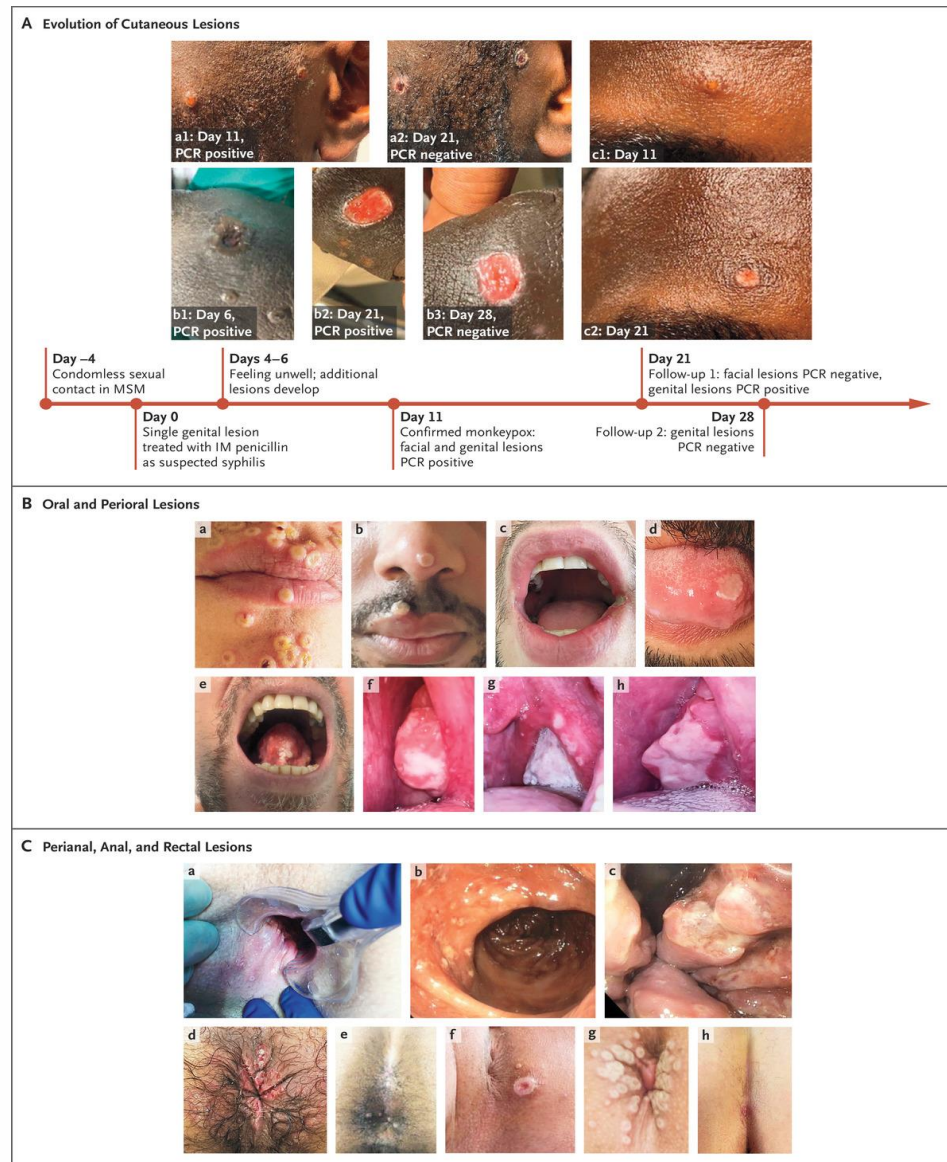 A Evolution of Cutaneous Lesions
a1: Day 11,
PCR positive
a2: Day 21,
PCR negative
c1: Day 11
b1: Day 6,
PCR positive
b2: Day 21,
PCR positive
b3: Day 28,
PCR negative
c2: Day 21
Day –4
Condomless sexual
contact in MSM
Days 4–6
Feeling unwell; additional
lesions develop
Day 21
Follow-up 1: facial lesions PCR negative,
genital lesions PCR positive
Day 0
Single genital lesion
treated with IM penicillin
as suspected syphilis
Day 11
Confirmed monkeypox:
facial and genital lesions
PCR positive
Day 28
Follow-up 2: genital lesions
PCR negative
B Oral and Perioral Lesions
a
b
c
d
e
f
g
h
C Perianal, Anal, and Rectal Lesions
a
b
c
d
e
f
g
h